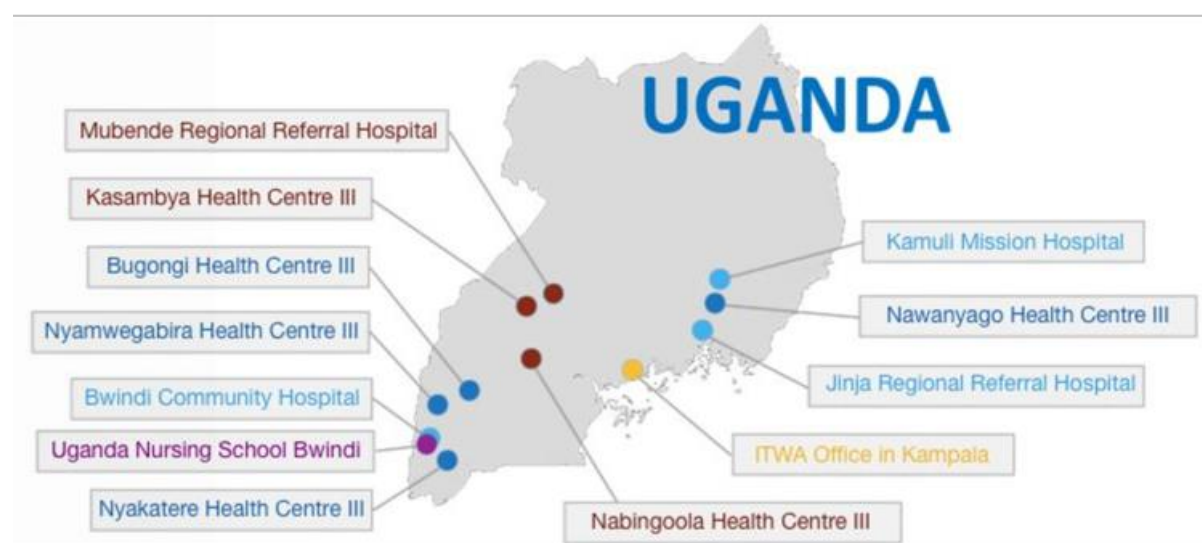 UGANDA
Mubende Regional Referral Hospital
Kasambya Health Centre III
Bugongi Health Centre III
Nyamwegabira Health Centre III
Bwindi Community Hospital
Uganda Nursing School Bwindi
Nyakatere Health Centre III
Kamuli Mission Hospital
Nawanyago Health Centre III
Jinja Regional Referral Hospital
ITWA Office in Kampala
Nabingoola Health Centre III